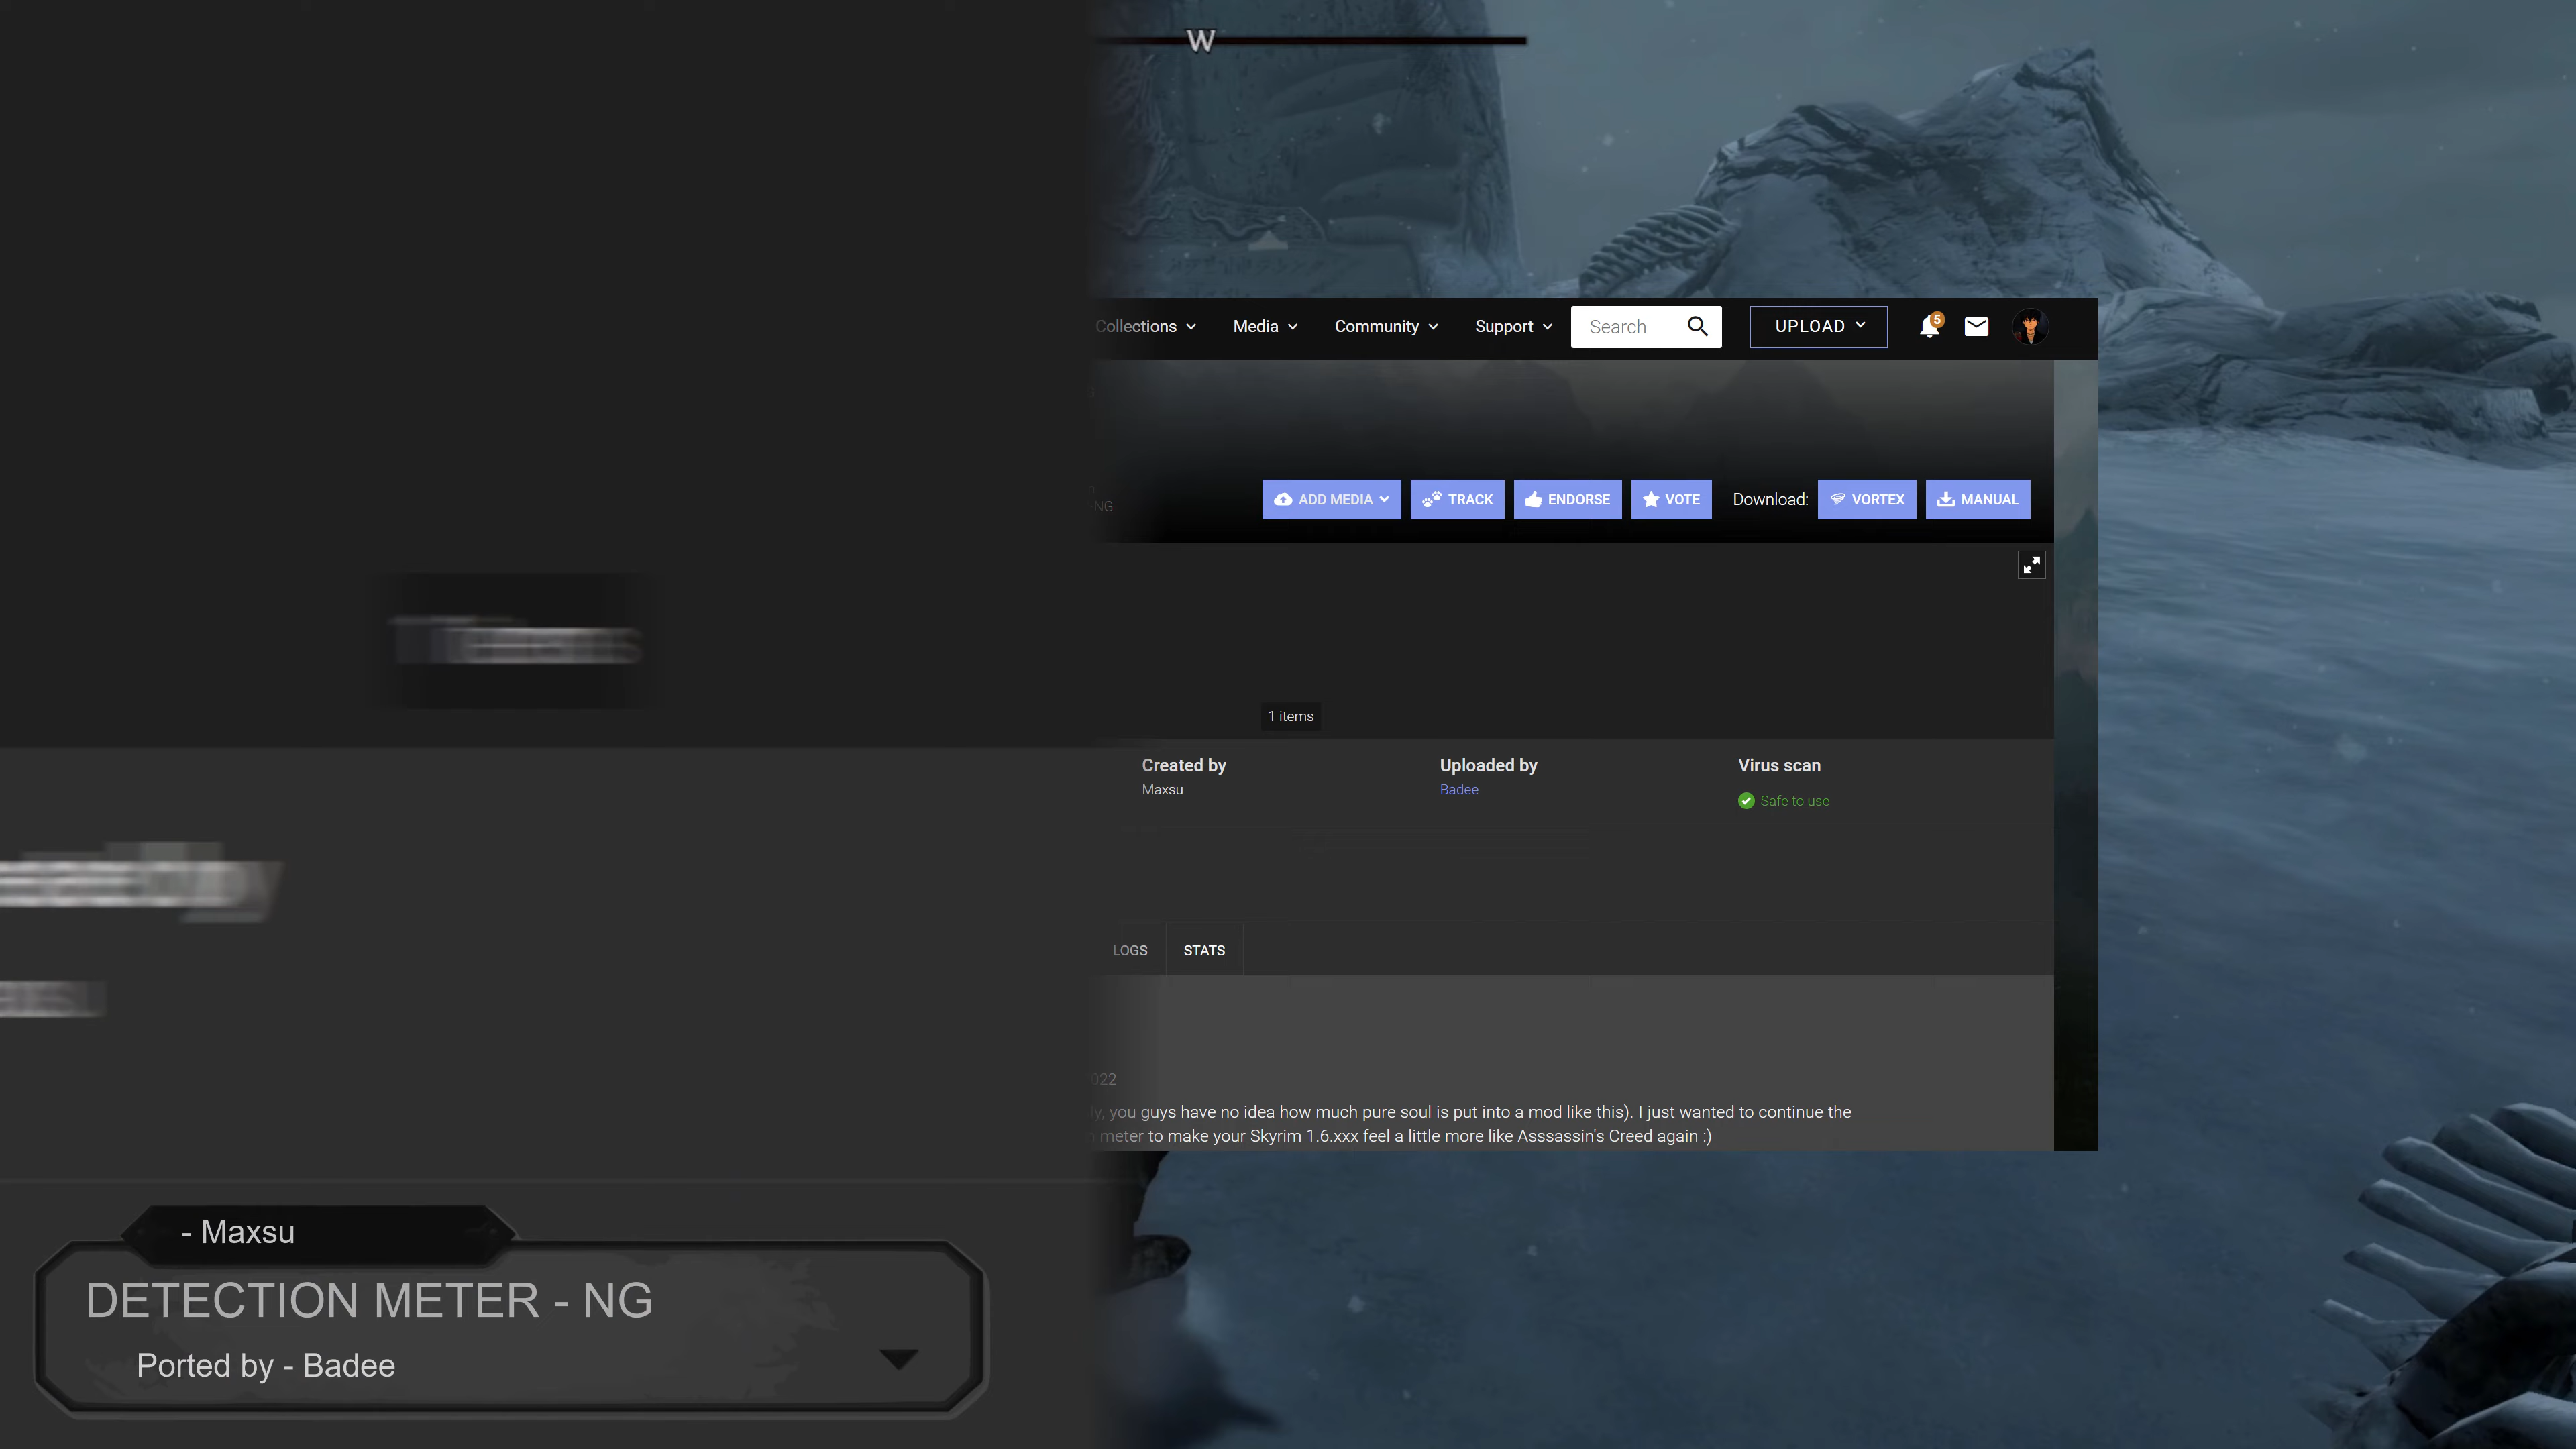 W
Collections Media Community Support Search UPLOAD 5
NG
ADD MEDIA TRACK ENDORSE VOTE Download: VORTEX MANUAL
1 items
Created by Uploaded by Virus scan
Maxsu Badee Safe to use
LOGS STATS
022
you guys have no idea how much pure soul is put into a mod like this). I just wanted to continue the
meter to make your Skyrim 1.6.xxx feel a little more like Asssassin's Creed again :)
- Maxsu
DETECTION METER - NG
Ported by - Badee